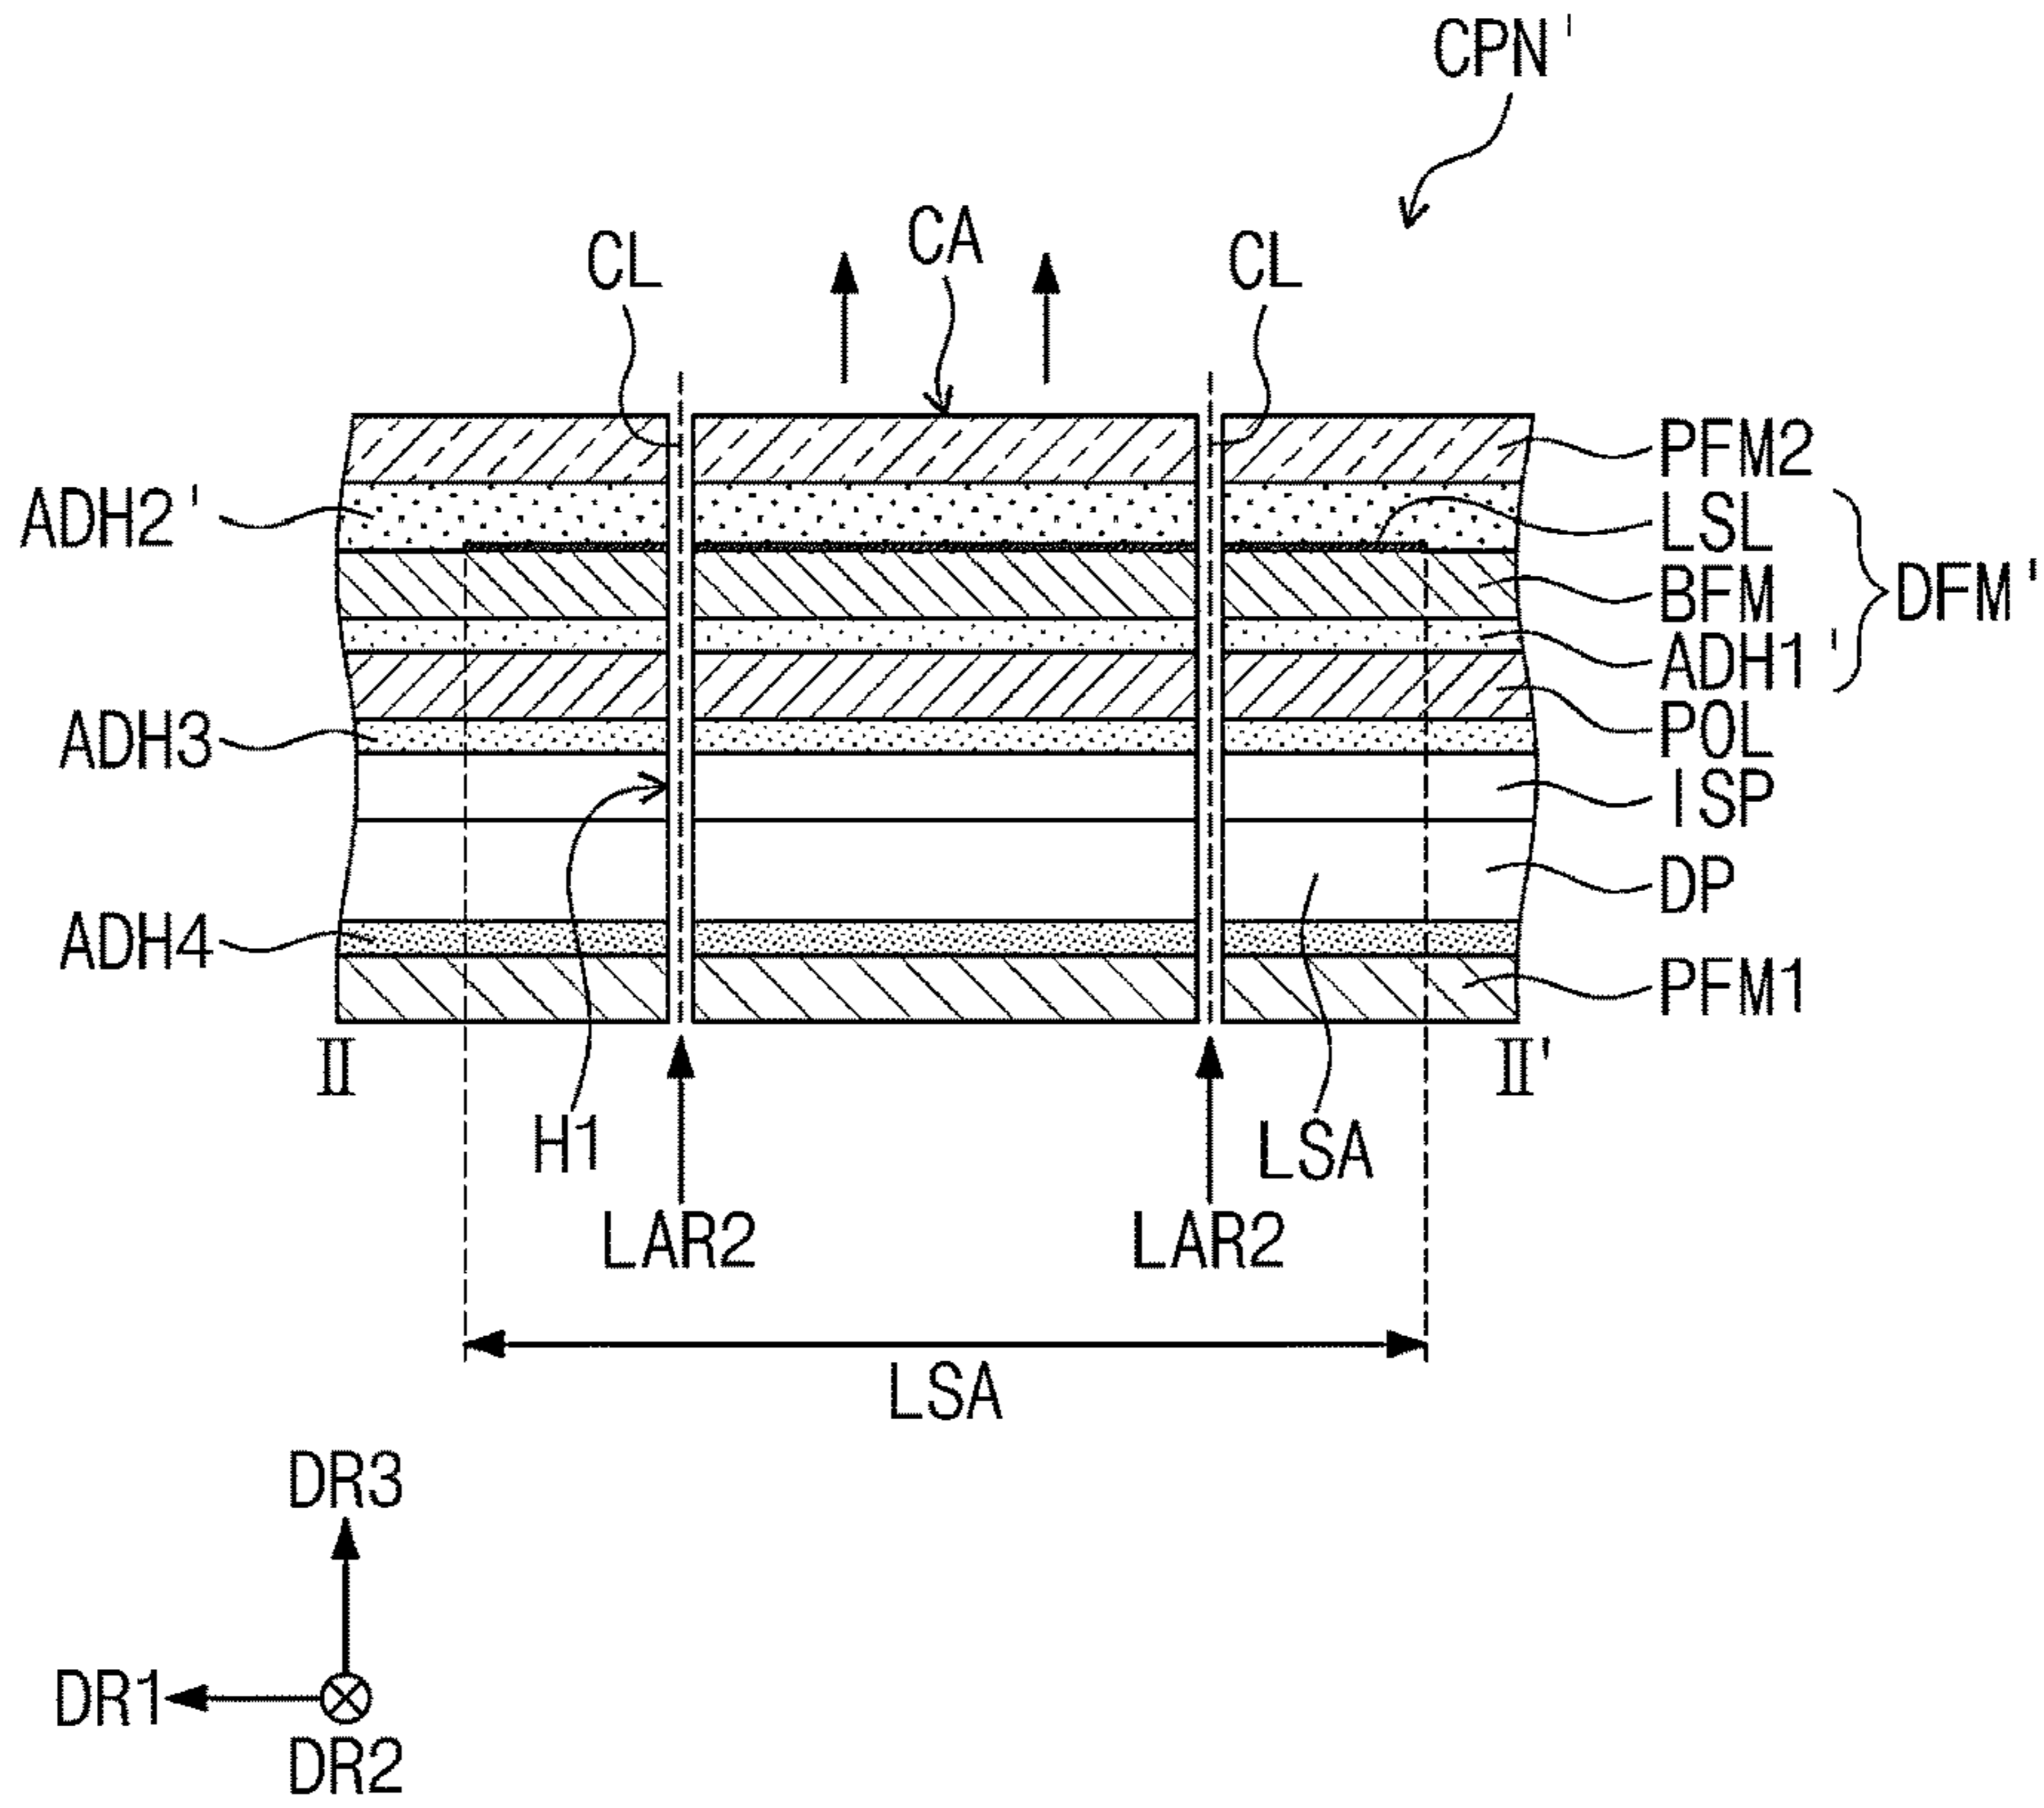 CPN'
CL
CA
CL
PFM2
ADH2'
LSL
BFM
DFM'
ADH1'
POL
ADH3
ISP
DP
ADH4
PFM1
II
II'
H1
LSA
LAR2
LAR2
LSA
DR3
DR1
DR2